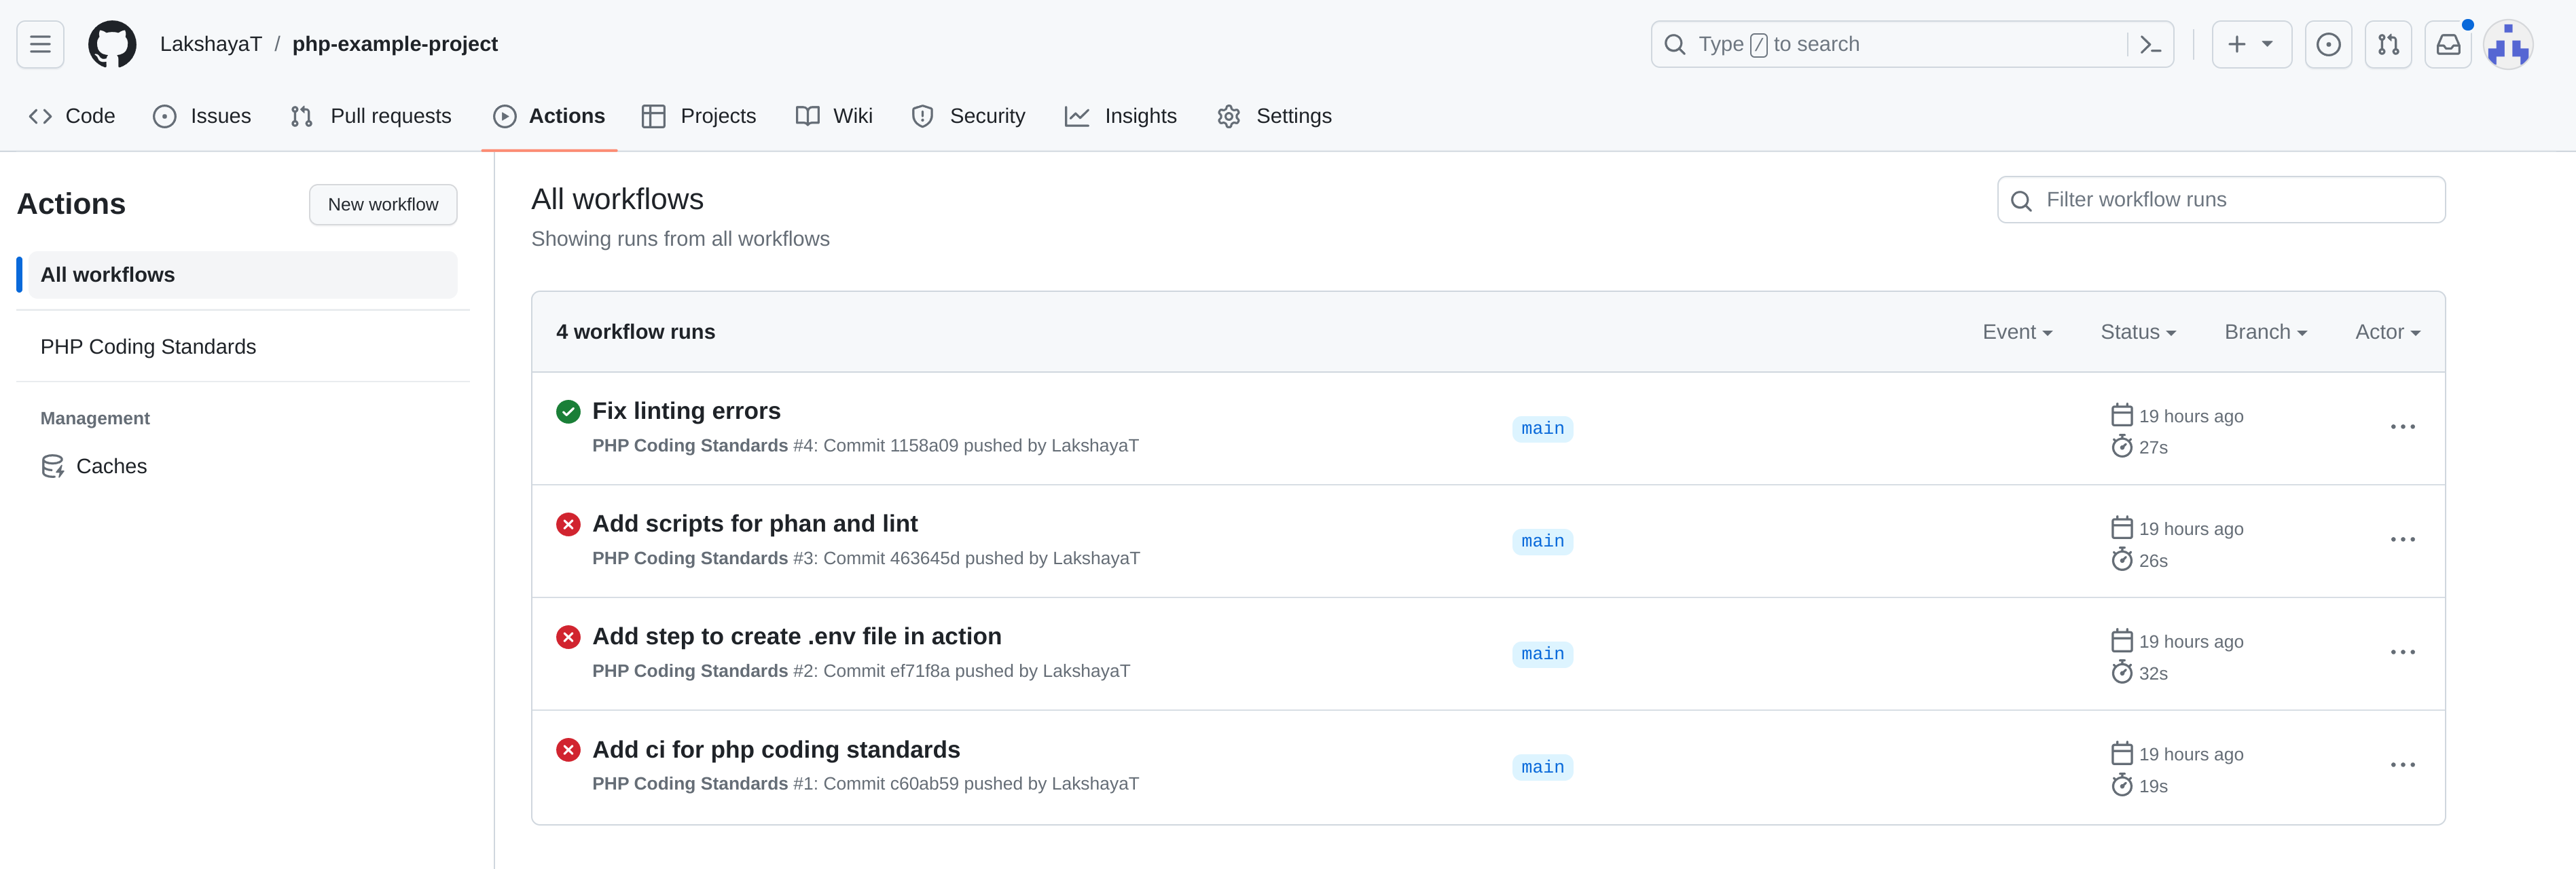 LakshayaT / php-example-project
Type / to search
Code Issues Pull requests Actions Projects Wiki Security Insights Settings
Actions
New workflow
All workflows
PHP Coding Standards
Management
Caches
All workflows
Showing runs from all workflows
Filter workflow runs
4 workflow runs
Event Status Branch Actor
Fix linting errors
PHP Coding Standards #4: Commit 1158a09 pushed by LakshayaT
main
19 hours ago
27s
Add scripts for phan and lint
PHP Coding Standards #3: Commit 463645d pushed by LakshayaT
main
19 hours ago
26s
Add step to create .env file in action
PHP Coding Standards #2: Commit ef71f8a pushed by LakshayaT
main
19 hours ago
32s
Add ci for php coding standards
PHP Coding Standards #1: Commit c60ab59 pushed by LakshayaT
main
19 hours ago
19s